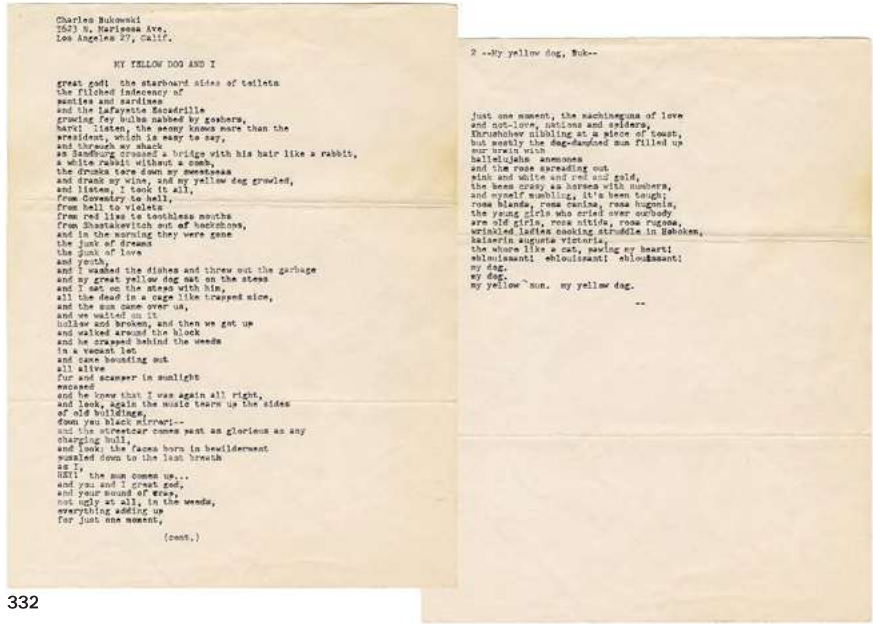 Charles Bukowski
1623 N. Mariposa Ave.
Los Angeles 27, Calif.
MY YELLOW DOG AND I
great god! the starboard sides of toilets
the filched indecency of
panties and sardines
and the Lafayette Escadrille
growing fey bulbs nabbed by gophers,
hark! listen, the peony knows more than the
president, which is easy to say,
and through my shack
as Sandburg crossed a bridge with his hair like a rabbit,
a white rabbit without a comb,
the drunks tore down my sweetpeas
and drank my wine, and my yellow dog growled,
and listen, I took it all,
from Coventry to hell,
from hell to violets
from red lips to toothless mouths
from Shostakovitch out of hockshops,
and in the morning they were gone
the junk of dreams
the junk of love
and youth,
and I washed the dishes and threw out the garbage
and my great yellow dog sat on the steps
and I sat on the steps with him,
all the dead in a cage like trapped mice,
and the sun came over us,
and we waited on it
hollow and broken, and then we got up
and walked around the block
and he crapped behind the weeds
in a vacant lot
and came bounding out
all alive
fur and scamper in sunlight
escaped
and he knew that I was again all right,
and look, again the music tears up the sides
of old buildings,
down you black mirror!--
and the streetcar comes past as glorious as any
charging bull,
and look: the faces born in bewilderment
puzzled down to the last breath
as I,
HEY! the sun comes up...
and you and I great god,
and your mound of crap,
not ugly at all, in the weeds,
everything adding up
for just one moment,
(cont.)
2 --My yellow dog, Buk--
just one moment, the machineguns of love
and not-love, nations and spiders,
Khrushchev nibbling at a piece of toast,
but mostly the dog-damned sun filled up
our brain with
hallelujahs anemones
and the rose spreading out
pink and white and red and gold,
the bees crazy as horses with numbers,
and myself mumbling, it's been tough;
rosa blanda, rosa canina, rosa hugonis,
the young girls who cried over ourbody
are old girls, rosa nitida, rosa rugosa,
wrinkled ladies cooking struddle in Hoboken,
kaiserin augusta victoria,
the whore like a cat, pawing my heart!
eblouissant! eblouissant! eblouissant!
my dog.
my dog.
my yellow sun. my yellow dog.
--
332